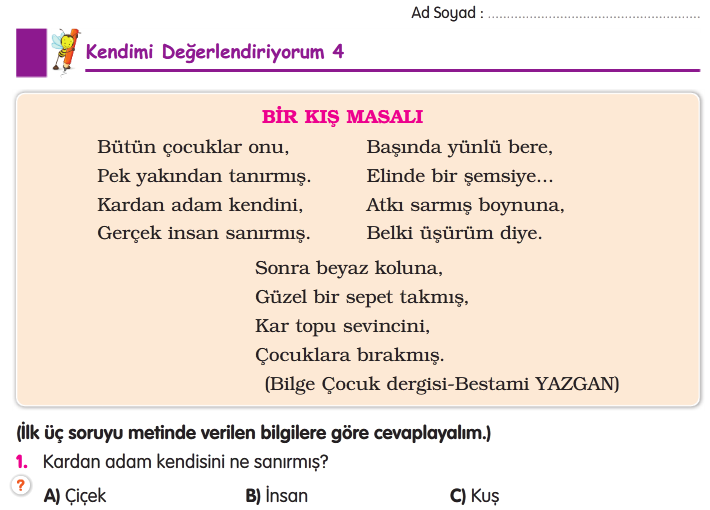 Ad Soyad : ......................................................
Kendimi Değerlendiriyorum 4
BİR KIŞ MASALI
Bütün çocuklar onu,
Pek yakından tanırmış.
Kardan adam kendini,
Gerçek insan sanırmış.
Başında yünlü bere,
Elinde bir şemsiye...
Atkı sarmış boynuna,
Belki üşürüm diye.
Sonra beyaz koluna,
Güzel bir sepet takmış,
Kar topu sevincini,
Çocuklara bırakmış.
(Bilge Çocuk dergisi-Bestami YAZGAN)
(İlk üç soruyu metinde verilen bilgilere göre cevaplayalım.)
1. Kardan adam kendisini ne sanırmış?
?
A) Çiçek B) İnsan C) Kuş